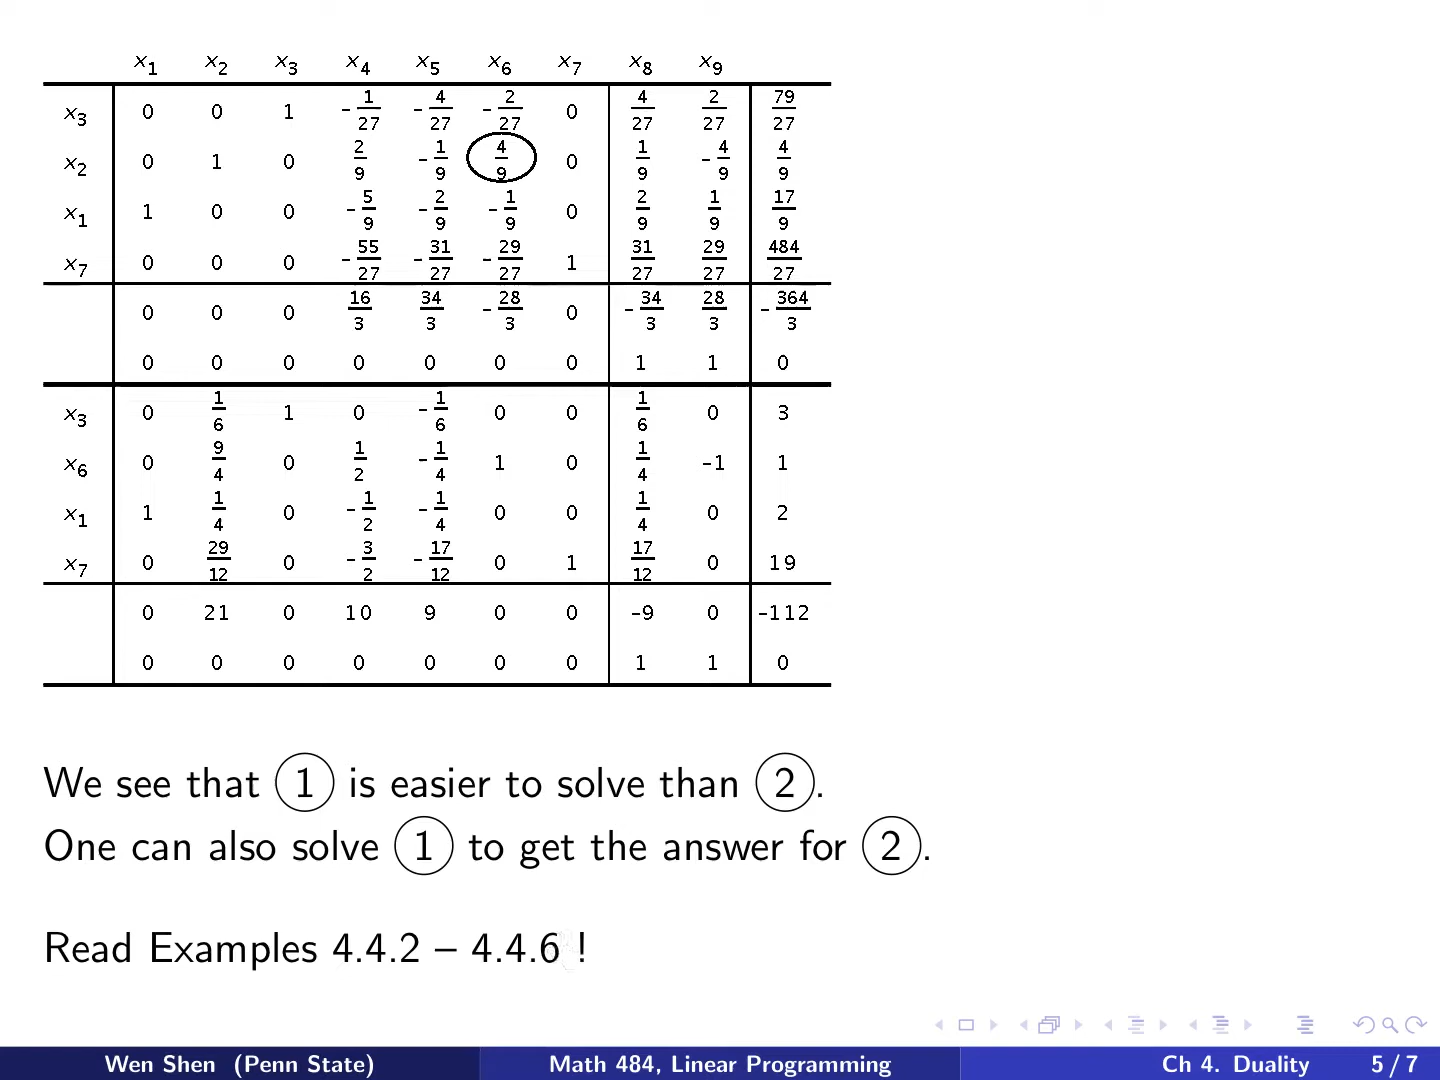 x1 x2 x3 x4 x5 x6 x7 x8 x9
x3 0 0 1 -1/27 -4/27 -2/27 0 4/27 2/27 79/27
x2 0 1 0 2/9 -1/9 4/9 0 1/9 -4/9 4/9
x1 1 0 0 -5/9 -2/9 -1/9 0 2/9 1/9 17/9
x7 0 0 0 -55/27 -31/27 -29/27 1 31/27 29/27 484/27
0 0 0 16/3 34/3 -28/3 0 -34/3 28/3 -364/3
0 0 0 0 0 0 0 1 1 0
x3 0 1/6 1 0 -1/6 0 0 1/6 0 3
x6 0 9/4 0 1/2 -1/4 1 0 1/4 -1 1
x1 1 1/4 0 -1/2 -1/4 0 0 1/4 0 2
x7 0 29/12 0 -3/2 -17/12 0 1 17/12 0 19
0 21 0 10 9 0 0 -9 0 -112
0 0 0 0 0 0 0 1 1 0
We see that 1 is easier to solve than 2.
One can also solve 1 to get the answer for 2.
Read Examples 4.4.2 – 4.4.6 !
Wen Shen (Penn State) Math 484, Linear Programming Ch 4. Duality 5 / 7